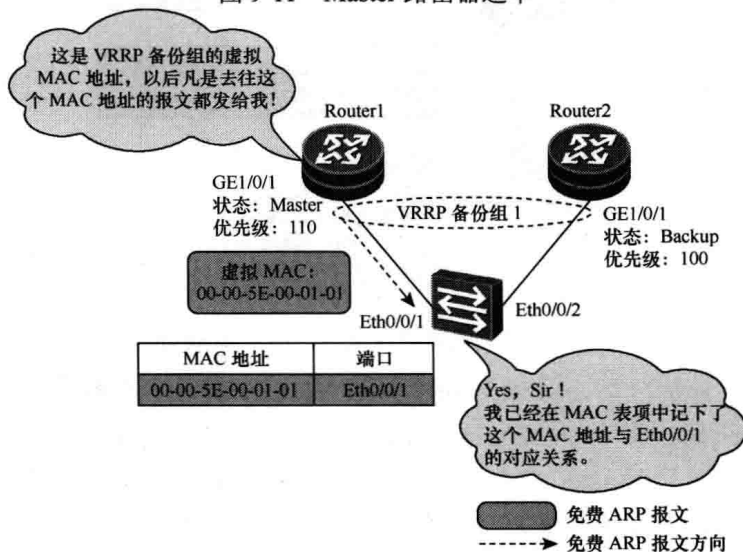 这是 VRRP 备份组的虚拟
MAC 地址，以后凡是去往这
个 MAC 地址的报文都发给我！
Router1
Router2
GE1/0/1
状态：Master
优先级：110
VRRP 备份组 1
GE1/0/1
状态：Backup
优先级：100
虚拟 MAC：
00-00-5E-00-01-01
Eth0/0/1
Eth0/0/2
MAC 地址 端口
00-00-5E-00-01-01 Eth0/0/1
Yes，Sir！
我已经在 MAC 表项中记下了
这个 MAC 地址与 Eth0/0/1
的对应关系。
免费 ARP 报文
免费 ARP 报文方向